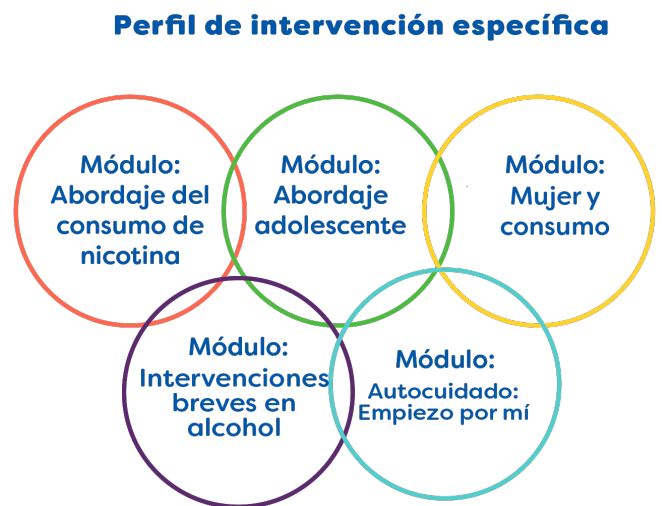 Perfil de intervención específica
Módulo:
Abordaje del
consumo de
nicotina
Módulo:
Abordaje
adolescente
Módulo:
Mujer y
consumo
Módulo:
Intervenciones
breves en
alcohol
Módulo:
Autocuidado:
Empiezo por mí